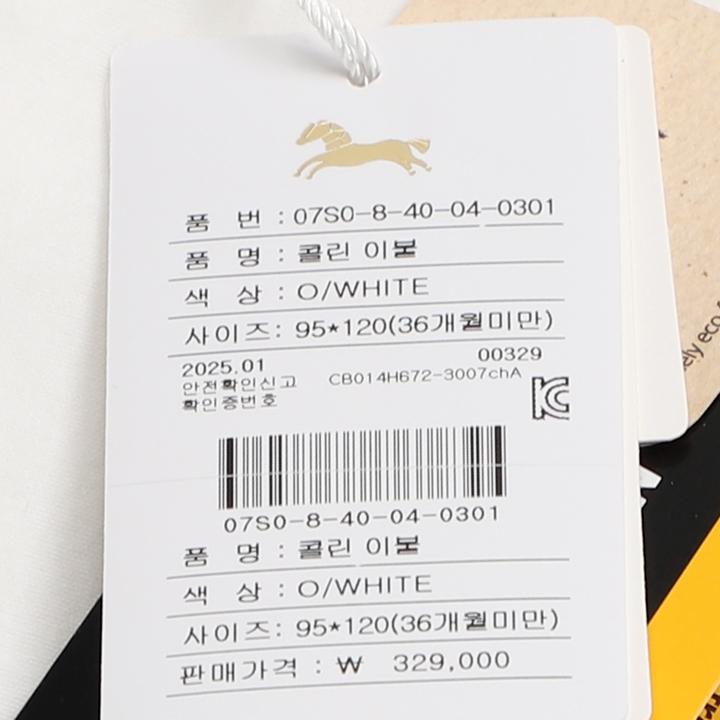 품 번 : 07S0-8-40-04-0301
품 명 : 콜린 이불
색 상 : O/WHITE
사이즈: 95*120(36개월미만)
2025.01 00329
안전확인신고 CB014H672-3007chA
확인증번호
07S0-8-40-04-0301
품 명 : 콜린 이불
색 상 : O/WHITE
사이즈: 95*120(36개월미만)
판매가격 : ₩ 329,000